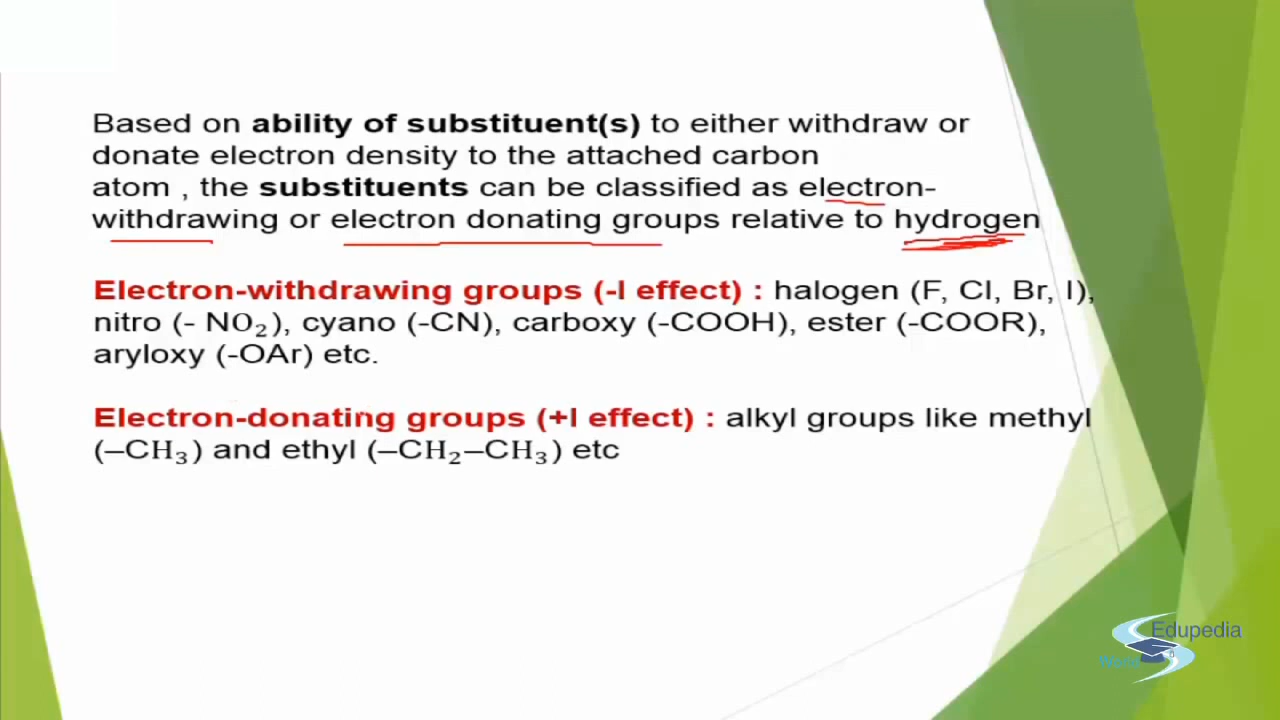 Based on ability of substituent(s) to either withdraw or
donate electron density to the attached carbon
atom , the substituents can be classified as electron-
withdrawing or electron donating groups relative to hydrogen
Electron-withdrawing groups (-I effect) : halogen (F, Cl, Br, I),
nitro (- NO₂), cyano (-CN), carboxy (-COOH), ester (-COOR),
aryloxy (-OAr) etc.
Electron-donating groups (+I effect) : alkyl groups like methyl
(–CH₃) and ethyl (–CH₂–CH₃) etc
Edupedia
World